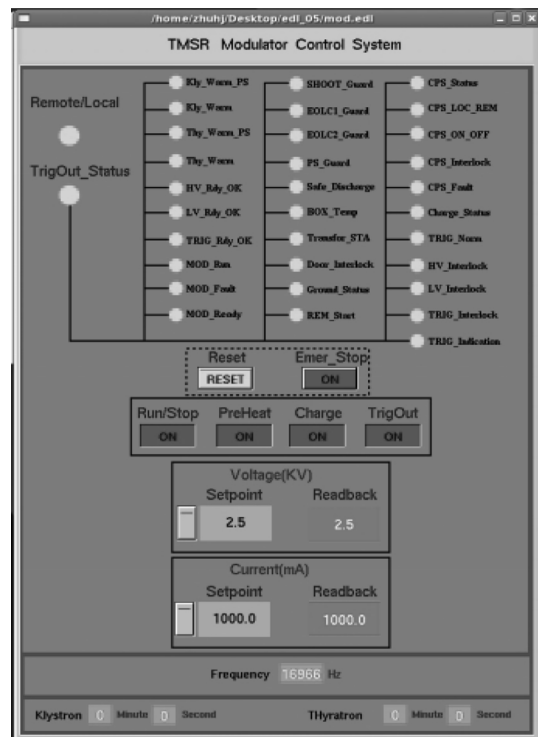 /home/zhuhj/Desktop/edl_05/mod.edl
TMSR Modulator Control System
Remote/Local
TrigOut_Status
Kly_Worm_PS
Kly_Worm
Thy_Worm_PS
Thy_Worm
HV_Rdy_OK
LV_Rdy_OK
TRIG_Rdy_OK
MOD_Run
MOD_Fault
MOD_Ready
SHOOT_Guard
EOLC1_Guard
EOLC2_Guard
PS_Guard
Safe_Discharge
BOX_Temp
Transfor_STA
Door_Interlock
Ground_Status
REM_Start
CPS_Status
CPS_LOC_REM
CPS_ON_OFF
CPS_Interlock
CPS_Fault
Charge_Status
TRIG_Norm
HV_Interlock
LV_Interlock
TRIG_Interlock
TRIG_Indication
Reset Emer_Stop
RESET ON
Run/Stop PreHeat Charge TrigOut
ON ON ON ON
Voltage(KV)
Setpoint Readback
2.5 2.5
Current(mA)
Setpoint Readback
1000.0 1000.0
Frequency 16966 Hz
Klystron 0 Minute 0 Second THyratron 0 Minute 0 Second